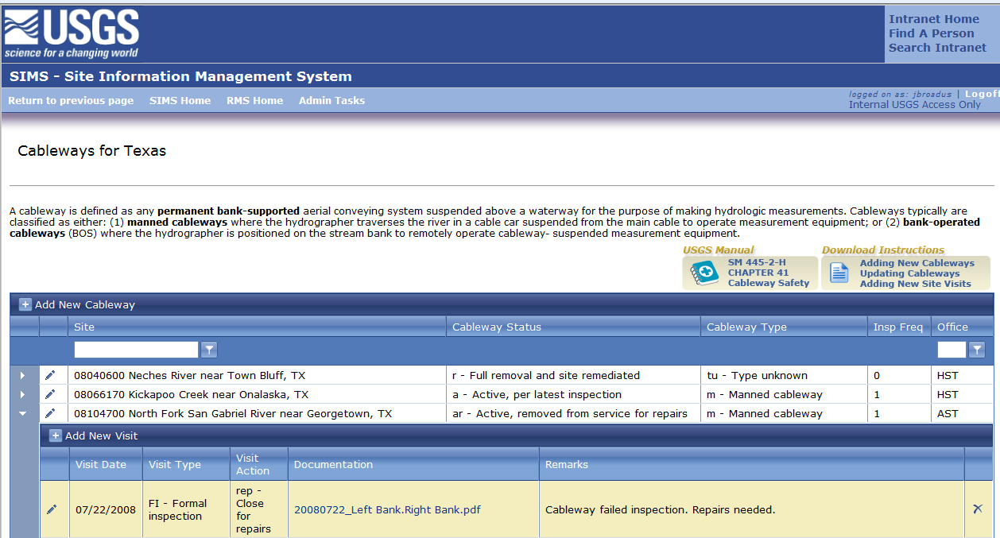 USGS
science for a changing world
Intranet Home
Find A Person
Search Intranet
SIMS - Site Information Management System
Return to previous page SIMS Home RMS Home Admin Tasks
logged on as: jbroadus | Logoff
Internal USGS Access Only
Cableways for Texas
A cableway is defined as any permanent bank-supported aerial conveying system suspended above a waterway for the purpose of making hydrologic measurements. Cableways typically are
classified as either: (1) manned cableways where the hydrographer traverses the river in a cable car suspended from the main cable to operate measurement equipment; or (2) bank-operated
cableways (BOS) where the hydrographer is positioned on the stream bank to remotely operate cableway- suspended measurement equipment.
USGS Manual
SM 445-2-H
CHAPTER 41
Cableway Safety
Download Instructions
Adding New Cableways
Updating Cableways
Adding New Site Visits
Add New Cableway
Site Cableway Status Cableway Type Insp Freq Office
08040600 Neches River near Town Bluff, TX r - Full removal and site remediated tu - Type unknown 0 HST
08066170 Kickapoo Creek near Onalaska, TX a - Active, per latest inspection m - Manned cableway 1 HST
08104700 North Fork San Gabriel River near Georgetown, TX ar - Active, removed from service for repairs m - Manned cableway 1 AST
Add New Visit
Visit Date Visit Type Visit Action Documentation Remarks
07/22/2008 FI - Formal inspection rep - Close for repairs 20080722_Left Bank.Right Bank.pdf Cableway failed inspection. Repairs needed.